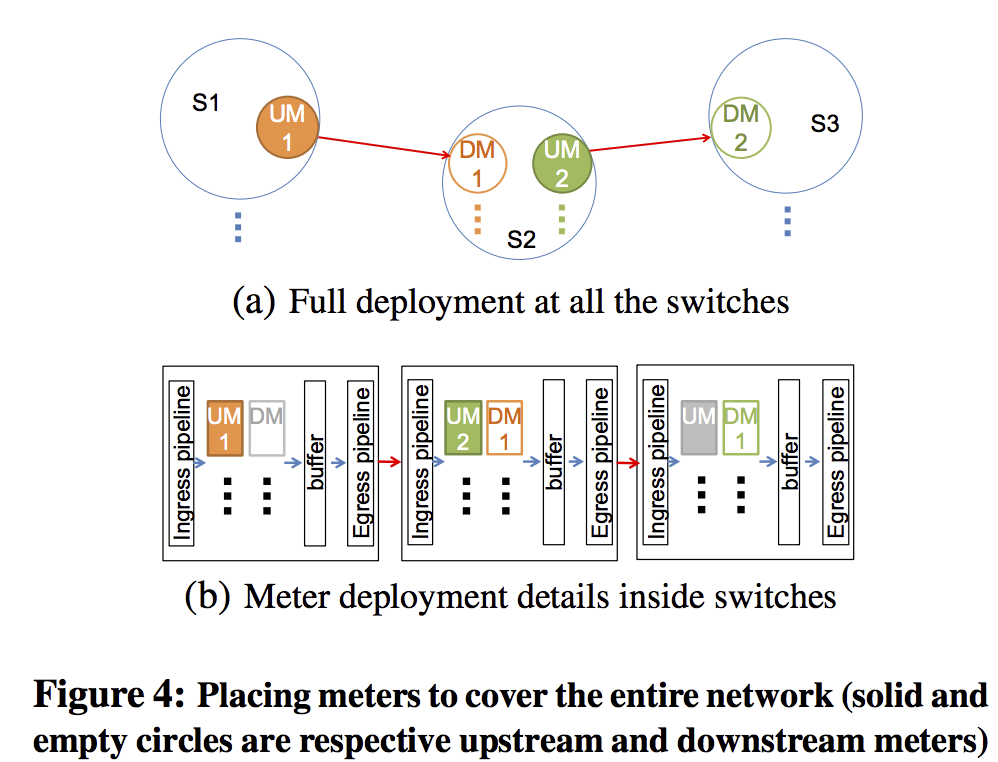 S1
UM
1
DM
1
UM
2
S2
DM
2
S3
(a) Full deployment at all the switches
Ingress pipeline
UM
1
DM
buffer
Egress pipeline
Ingress pipeline
UM
2
DM
1
buffer
Egress pipeline
Ingress pipeline
UM
DM
1
buffer
Egress pipeline
(b) Meter deployment details inside switches
Figure 4: Placing meters to cover the entire network (solid and
empty circles are respective upstream and downstream meters)